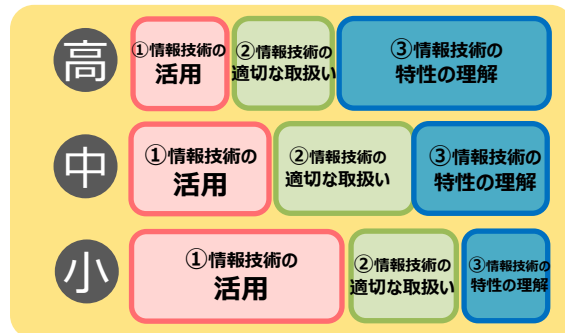 高
①情報技術の
活用
②情報技術の
適切な取扱い
③情報技術の
特性の理解
中
①情報技術の
活用
②情報技術の
適切な取扱い
③情報技術の
特性の理解
小
①情報技術の
活用
②情報技術の
適切な取扱い
③情報技術の
特性の理解